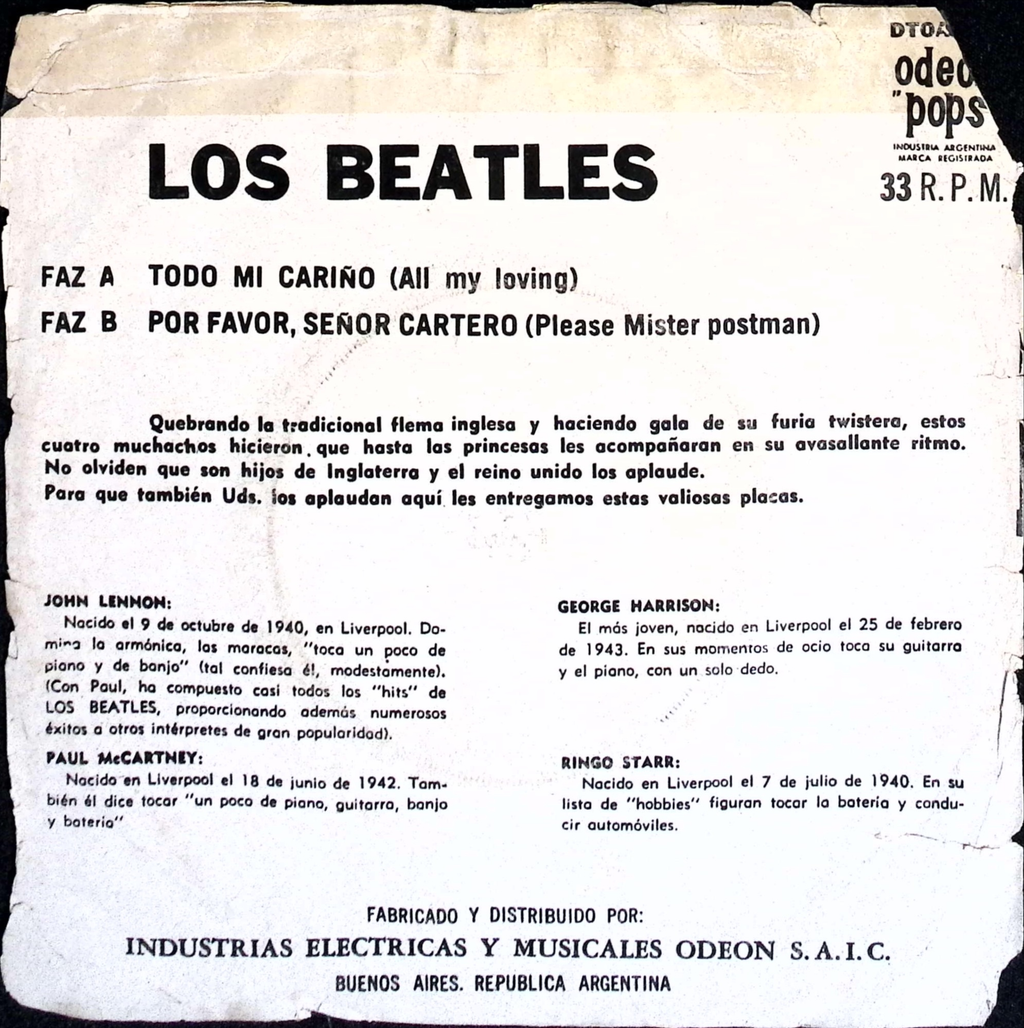 LOS BEATLES
"pops
INDUSTRIA ARGENTINA
MARCA REGISTRADA
33 R.P.M.
FAZ A TODO MI CARIÑO (All my loving)
FAZ B POR FAVOR, SEÑOR CARTERO (Please Mister postman)
Quebrando la tradicional flema inglesa y haciendo gala de su furia twistera, estos
cuatro muchachos hicieron, que hasta las princesas les acompañaran en su avasallante ritmo.
No olviden que son hijos de Inglaterra y el reino unido los aplaude.
Para que también Uds. los aplaudan aquí les entregamos estas valiosas placas.
JOHN LENNON:
Nacido el 9 de octubre de 1940, en Liverpool. Do-
mina la armónica, las maracas, "toca un poco de
piano y de banjo" (tal confiesa él, modestamente).
(Con Paul, ha compuesto casi todos los "hits" de
LOS BEATLES, proporcionando además numerosos
éxitos a otros intérpretes de gran popularidad).
PAUL McCARTNEY:
Nacido en Liverpool el 18 de junio de 1942. Tam-
bién él dice tocar "un poco de piano, guitarra, banjo
y batería"
GEORGE HARRISON:
El más joven, nacido en Liverpool el 25 de febrero
de 1943. En sus momentos de ocio toca su guitarra
y el piano, con un solo dedo.
RINGO STARR:
Nacido en Liverpool el 7 de julio de 1940. En su
lista de "hobbies" figuran tocar la batería y condu-
cir automóviles.
FABRICADO Y DISTRIBUIDO POR:
INDUSTRIAS ELECTRICAS Y MUSICALES ODEON S.A.I.C.
BUENOS AIRES. REPUBLICA ARGENTINA